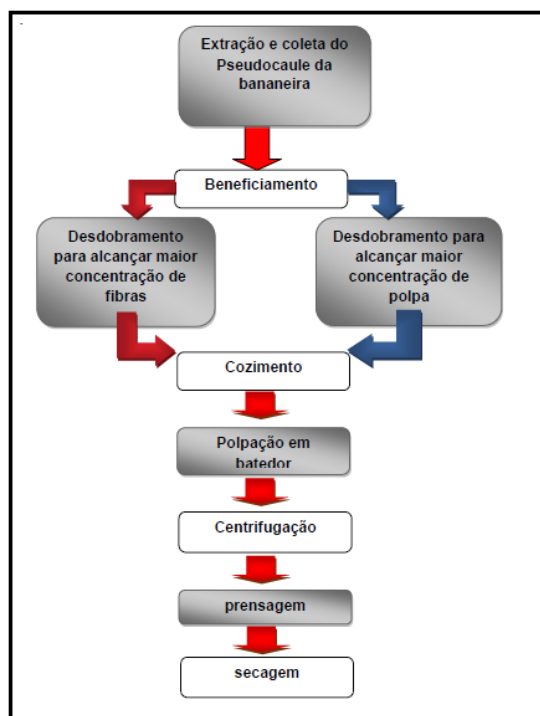 Extração e coleta do
Pseudocaule da
bananeira
Beneficiamento
Desdobramento
para alcançar maior
concentração de
fibras
Desdobramento para
alcançar maior
concentração de
polpa
Cozimento
Polpação em
batedor
Centrifugação
prensagem
secagem